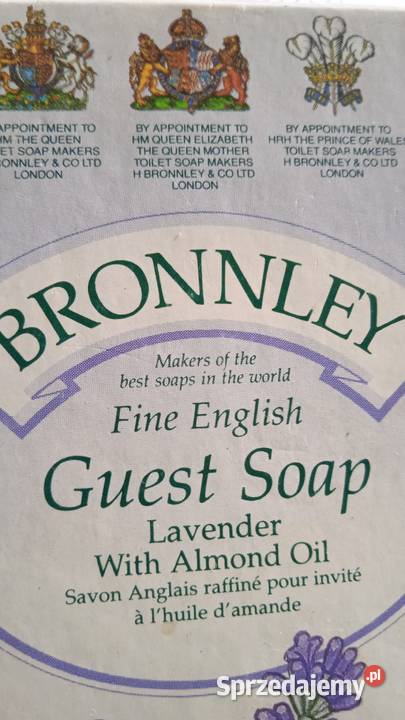 APPOINTMENT TO
HM THE QUEEN
ET SOAP MAKERS
RONNLEY & CO LTD
LONDON
BY APPOINTMENT TO
HM QUEEN ELIZABETH
THE QUEEN MOTHER
TOILET SOAP MAKERS
H BRONNLEY & CO LTD
LONDON
BY APPOINTMENT TO
HRH THE PRINCE OF WALES
TOILET SOAP MAKERS
H BRONNLEY & CO LTD
LONDON
BRONNLEY
Makers of the
best soaps in the world
Fine English
Guest Soap
Lavender
With Almond Oil
Savon Anglais raffiné pour invité
à l'huile d'amande
Sprzedajemy.pl